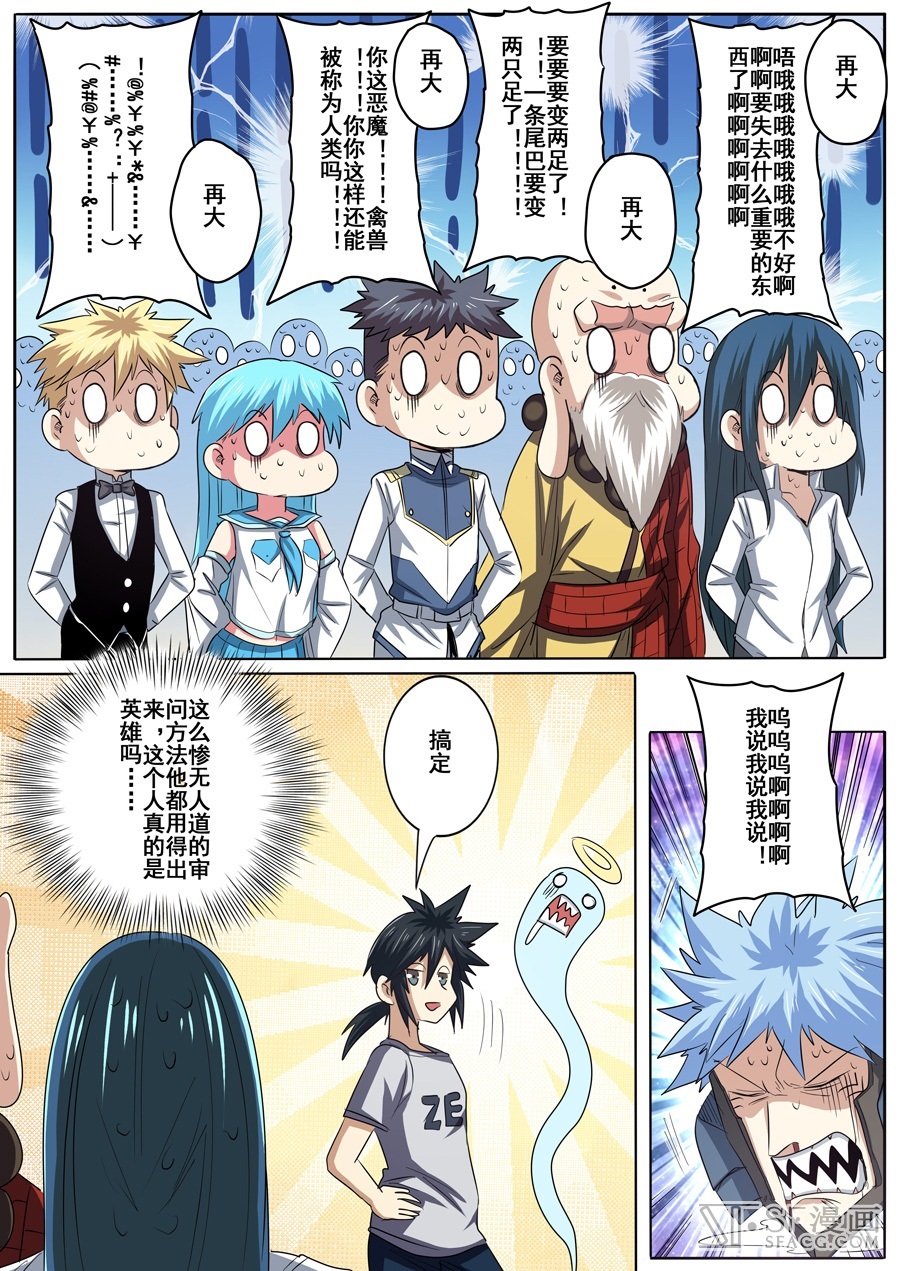 再大
唔哦哦哦哦哦哦哦不好啊
啊啊要失去什么重要的东
西了啊啊啊啊啊啊
再大
要要要变两足了！
！！！一条尾巴要变
两只足了！！！！
再大
你这恶魔！！！！禽兽
！！！！你你这样还能
被称为人类吗！！！
再大
！@%大%大*&……大
#……%？：+——）
（%#@%大……&……
呜呜呜啊啊啊啊
我说我说我说！
搞定
这么惨无人道的审
问方法他都用得出
来，这个人真的是
英雄吗……
ZE
漫画
SFACG.COM